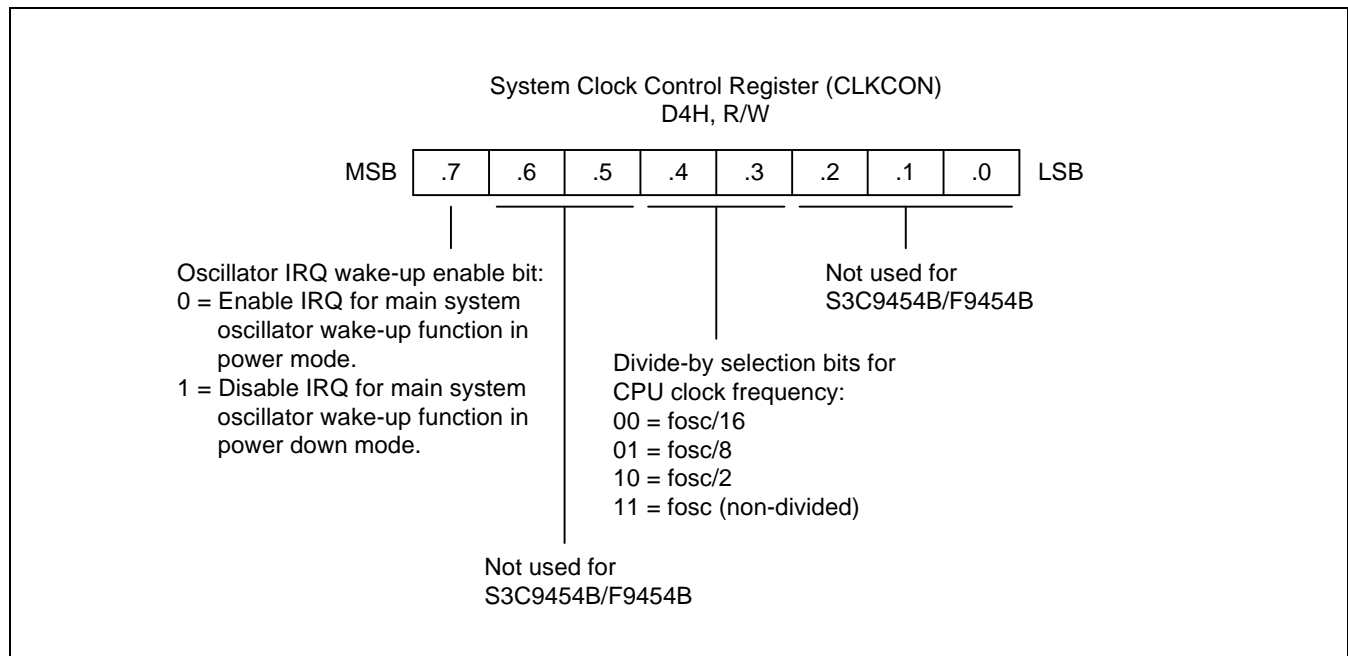 System Clock Control Register (CLKCON)
D4H, R/W
MSB .7 .6 .5 .4 .3 .2 .1 .0 LSB
Oscillator IRQ wake-up enable bit:
0 = Enable IRQ for main system
oscillator wake-up function in
power mode.
1 = Disable IRQ for main system
oscillator wake-up function in
power down mode.
Not used for
S3C9454B/F9454B
Divide-by selection bits for
CPU clock frequency:
00 = fosc/16
01 = fosc/8
10 = fosc/2
11 = fosc (non-divided)
Not used for
S3C9454B/F9454B